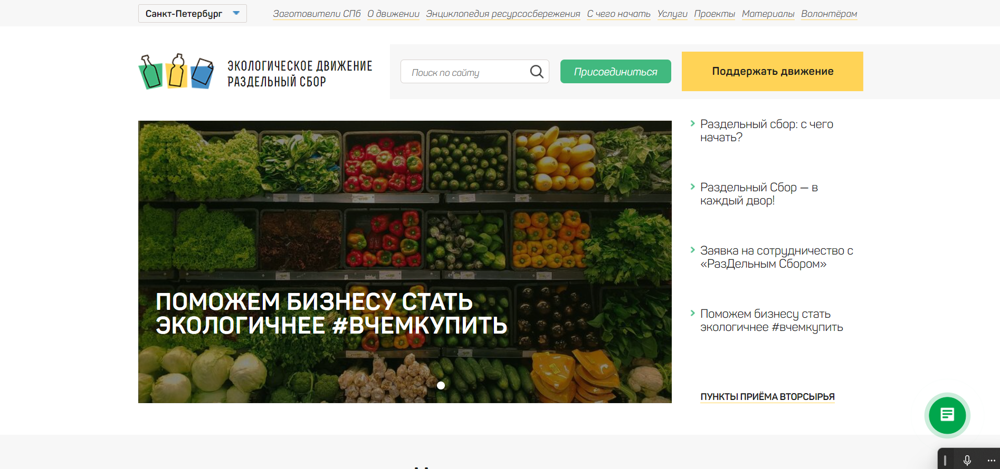 Санкт-Петербург
Заготовители СПб О движении Энциклопедия ресурсосбережения С чего начать Услуги Проекты Материалы Волонтёрам
ЭКОЛОГИЧЕСКОЕ ДВИЖЕНИЕ
РАЗДЕЛЬНЫЙ СБОР
Поиск по сайту
Присоединиться
Поддержать движение
ПОМОЖЕМ БИЗНЕСУ СТАТЬ
ЭКОЛОГИЧНЕЕ #ВЧЕМКУПИТЬ
Раздельный сбор: с чего
начать?
Раздельный Сбор — в
каждый двор!
Заявка на сотрудничество с
«РазДельным Сбором»
Поможем бизнесу стать
экологичнее #вчемкупить
ПУНКТЫ ПРИЁМА ВТОРСЫРЬЯ